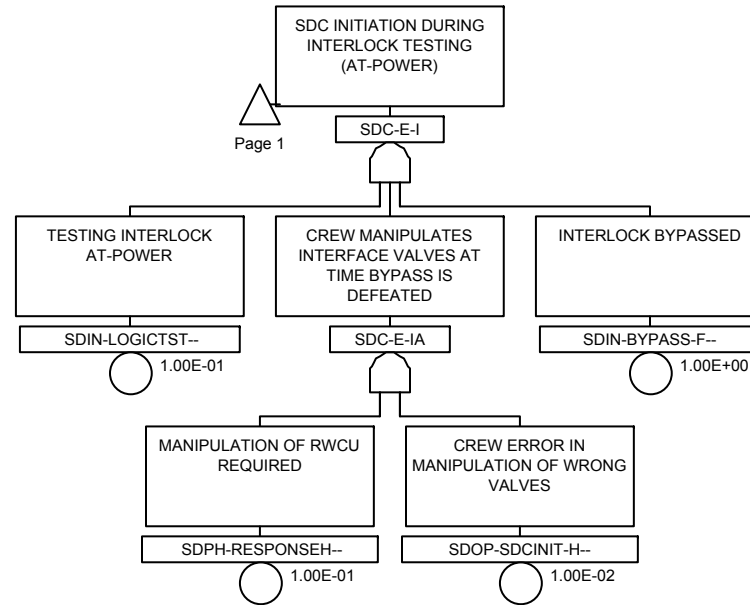 SDC INITIATION DURING
INTERLOCK TESTING
(AT-POWER)
Page 1
SDC-E-I
TESTING INTERLOCK
AT-POWER
CREW MANIPULATES
INTERFACE VALVES AT
TIME BYPASS IS
DEFEATED
INTERLOCK BYPASSED
SDIN-LOGICTST--
SDC-E-IA
SDIN-BYPASS-F--
1.00E-01
1.00E+00
MANIPULATION OF RWCU
REQUIRED
CREW ERROR IN
MANIPULATION OF WRONG
VALVES
SDPH-RESPONSEH--
SDOP-SDCINIT-H--
1.00E-01
1.00E-02